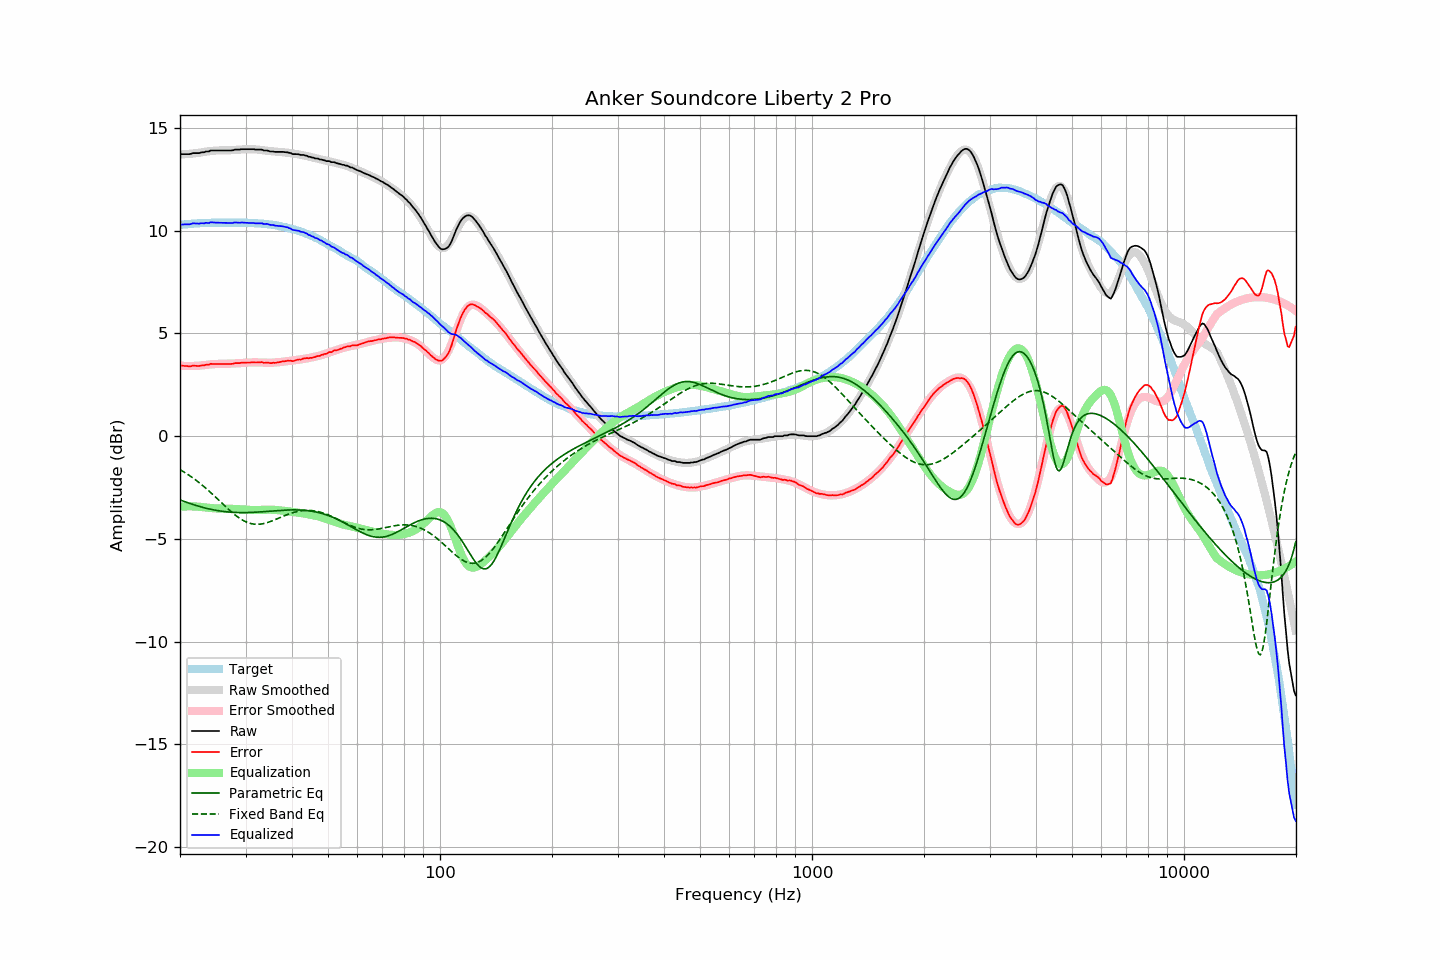 Anker Soundcore Liberty 2 Pro
15
10
5
0
−5
−10
−15
−20
Amplitude (dBr)
Target
Raw Smoothed
Error Smoothed
Raw
Error
Equalization
Parametric Eq
Fixed Band Eq
Equalized
100
1000
10000
Frequency (Hz)